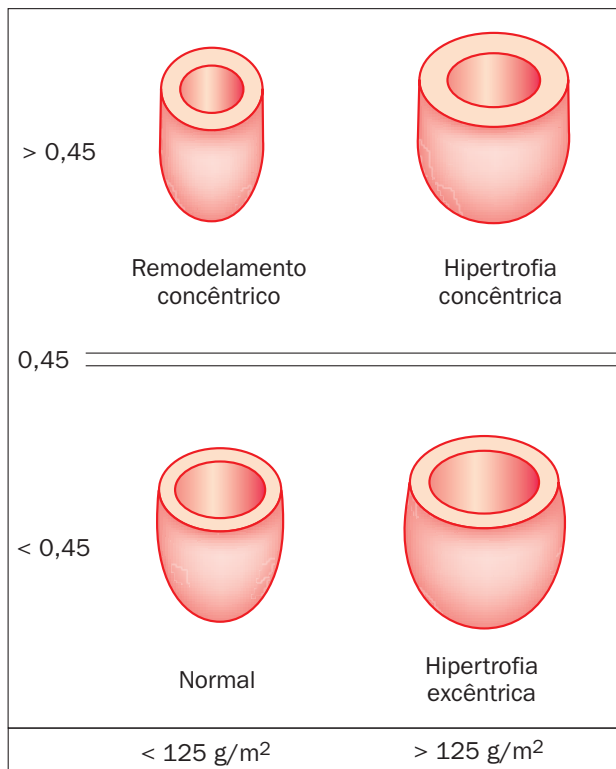 > 0,45
Remodelamento
concêntrico
Hipertrofia
concêntrica
0,45
< 0,45
Normal
Hipertrofia
excêntrica
< 125 g/m²
> 125 g/m²